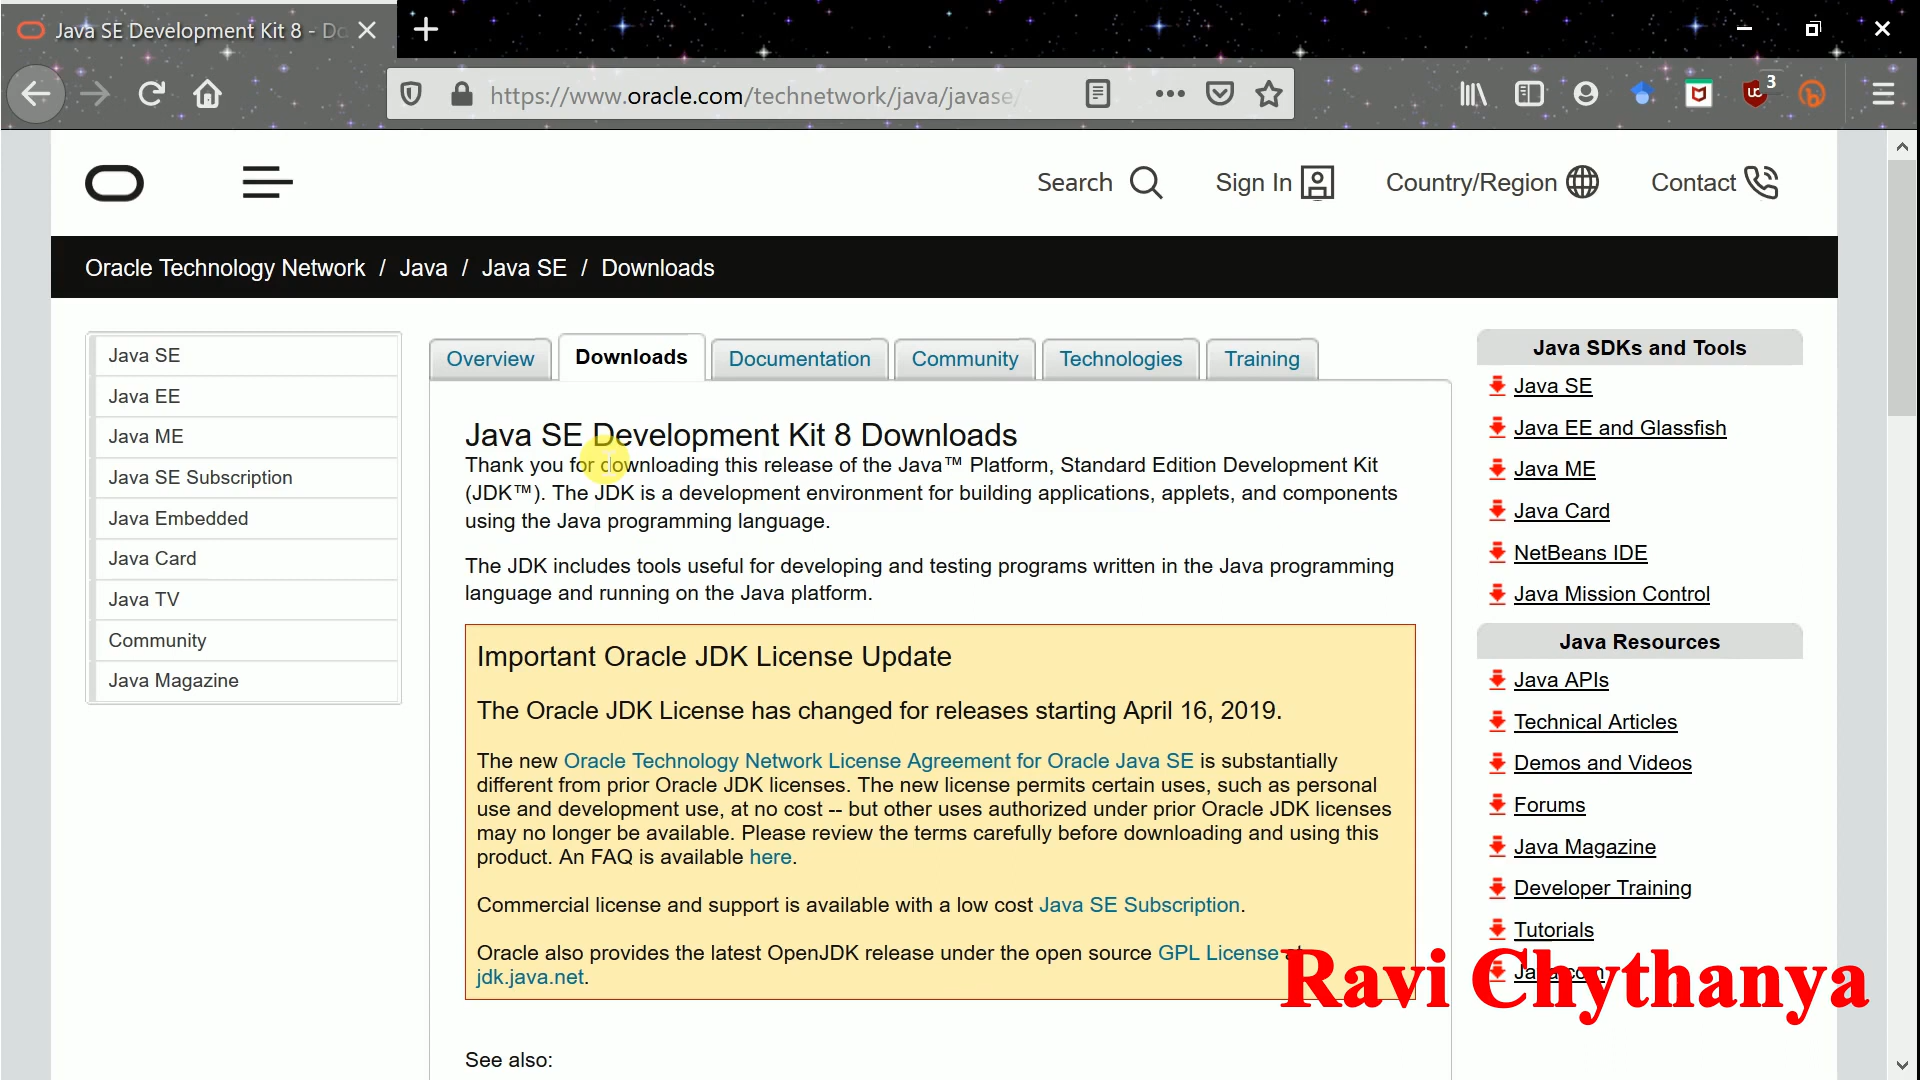 Java SE Development Kit 8 - Do
https://www.oracle.com/technetwork/java/javase/
3
Search
Sign In
Country/Region
Contact
Oracle Technology Network / Java / Java SE / Downloads
Java SE
Java EE
Java ME
Java SE Subscription
Java Embedded
Java Card
Java TV
Community
Java Magazine
Overview
Downloads
Documentation
Community
Technologies
Training
Java SE Development Kit 8 Downloads
Thank you for downloading this release of the Java™ Platform, Standard Edition Development Kit
(JDK™). The JDK is a development environment for building applications, applets, and components
using the Java programming language.
The JDK includes tools useful for developing and testing programs written in the Java programming
language and running on the Java platform.
Important Oracle JDK License Update
The Oracle JDK License has changed for releases starting April 16, 2019.
The new Oracle Technology Network License Agreement for Oracle Java SE is substantially
different from prior Oracle JDK licenses. The new license permits certain uses, such as personal
use and development use, at no cost -- but other uses authorized under prior Oracle JDK licenses
may no longer be available. Please review the terms carefully before downloading and using this
product. An FAQ is available here.
Commercial license and support is available with a low cost Java SE Subscription.
Oracle also provides the latest OpenJDK release under the open source GPL License at
jdk.java.net.
See also:
Java SDKs and Tools
Java SE
Java EE and Glassfish
Java ME
Java Card
NetBeans IDE
Java Mission Control
Java Resources
Java APIs
Technical Articles
Demos and Videos
Forums
Java Magazine
Developer Training
Tutorials
Java.com
Ravi Chythanya